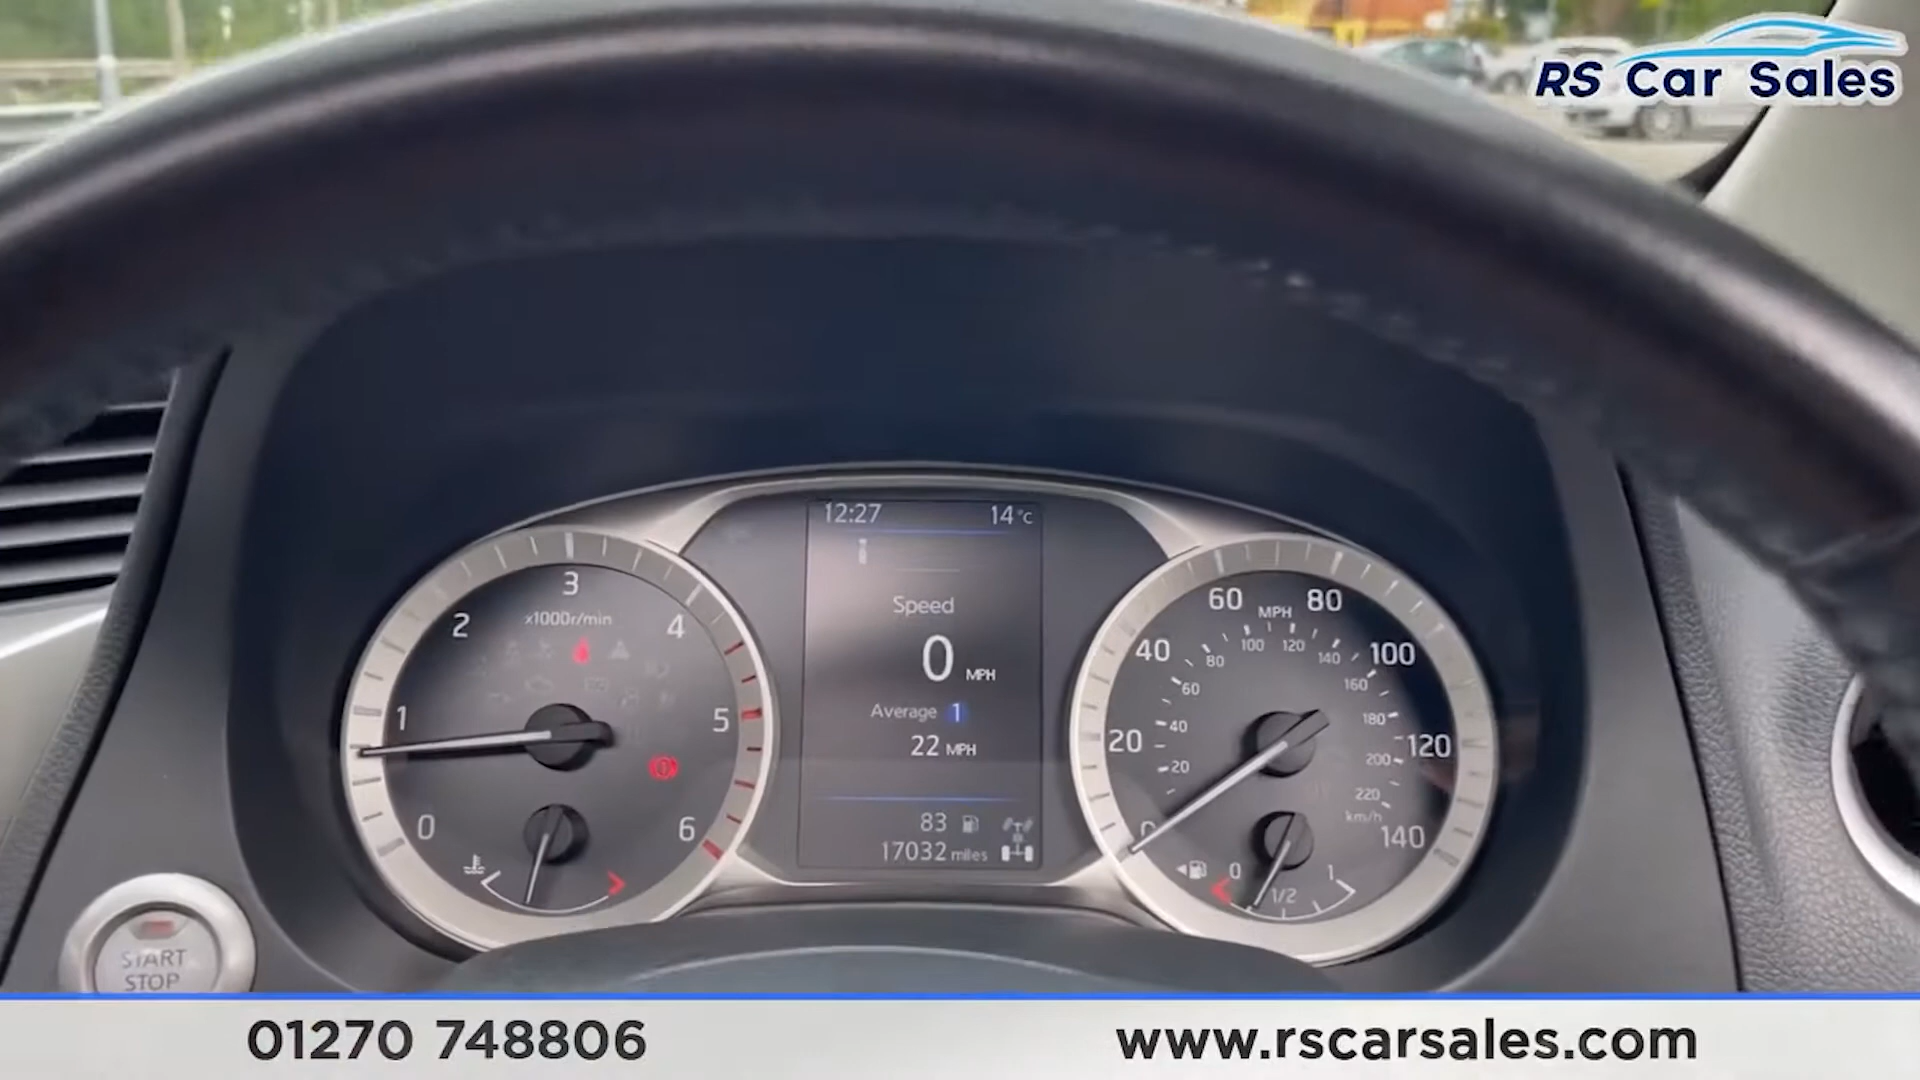 RS Car Sales
12:27 14°C
Speed
0 MPH
Average 1
22 MPH
83
17032 miles
x1000r/min
0 1 2 3 4 5 6
MPH
0 20 40 60 80 100 120 140
20 40 60 80 100 120 140 160 180 200 220
km/h
0 1/2 1
START
STOP
01270 748806
www.rscarsales.com